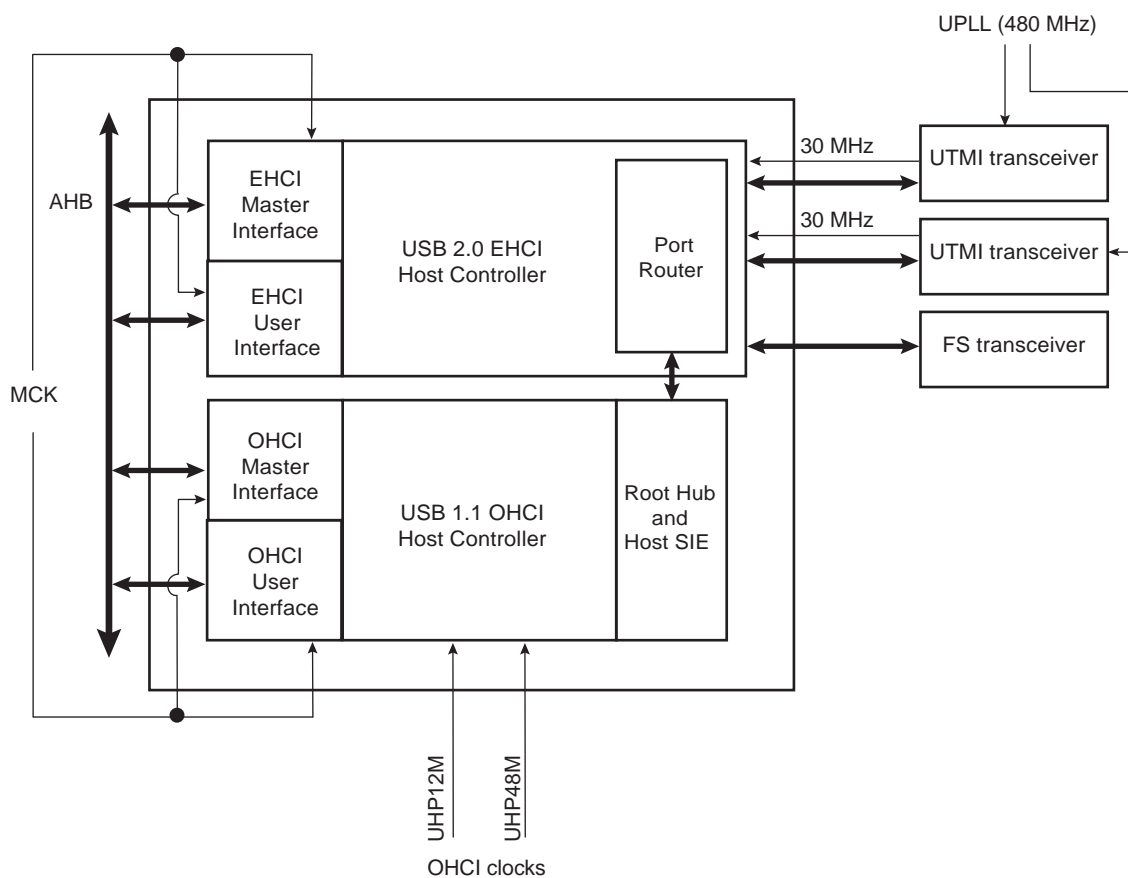 UPLL (480 MHz)
30 MHz
UTMI transceiver
AHB
EHCI
Master
Interface
USB 2.0 EHCI
Host Controller
Port
Router
30 MHz
UTMI transceiver
EHCI
User
Interface
FS transceiver
MCK
OHCI
Master
Interface
USB 1.1 OHCI
Host Controller
Root Hub
and
Host SIE
OHCI
User
Interface
UHP12M
UHP48M
OHCI clocks